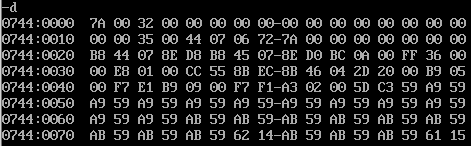 -d
0744:0000 7A 00 32 00 00 00 00 00-00 00 00 00 00 00 00 00
0744:0010 00 00 35 00 44 07 06 72-7A 00 00 00 00 00 00 00
0744:0020 B8 44 07 8E D8 B8 45 07-8E D0 BC 0A 00 FF 36 00
0744:0030 00 E8 01 00 CC 55 8B EC-8B 46 04 2D 20 00 B9 05
0744:0040 00 F7 E1 B9 09 00 F7 F1-A3 02 00 5D C3 59 A9 59
0744:0050 A9 59 A9 59 A9 59 A9 59-A9 59 A9 59 A9 59 A9 59
0744:0060 A9 59 AB 59 AB 59 AB 59-AB 59 AB 59 AB 59 AB 59
0744:0070 AB 59 AB 59 AB 59 62 14-AB 59 AB 59 AB 59 61 15